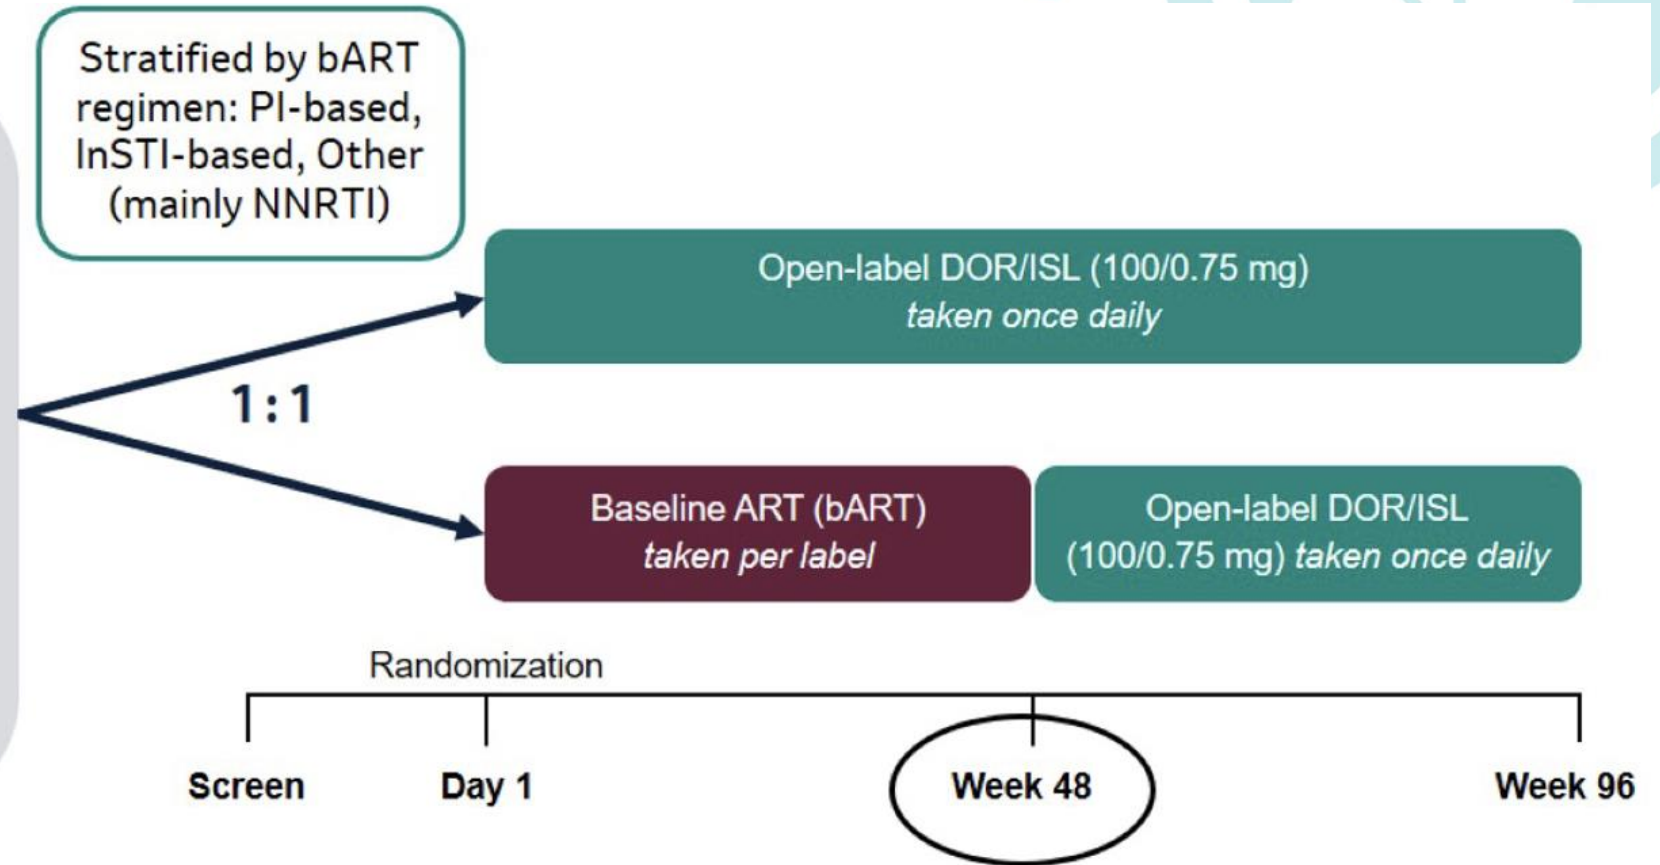 Stratified by bART
regimen: PI-based,
InSTI-based, Other
(mainly NNRTI)
Open-label DOR/ISL (100/0.75 mg)
taken once daily
1:1
Baseline ART (bART)
taken per label
Open-label DOR/ISL
(100/0.75 mg) taken once daily
Randomization
Screen
Day 1
Week 48
Week 96